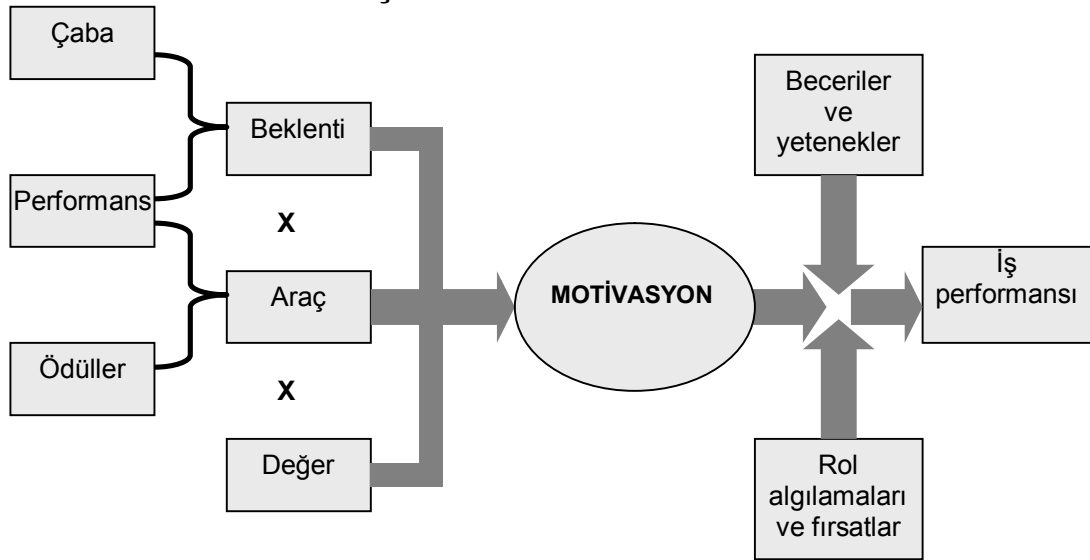 Çaba
Performans
Ödüller
Beklenti
X
Araç
X
Değer
MOTİVASYON
Beceriler
ve
yetenekler
Rol
algılamaları
ve fırsatlar
İş
performansı